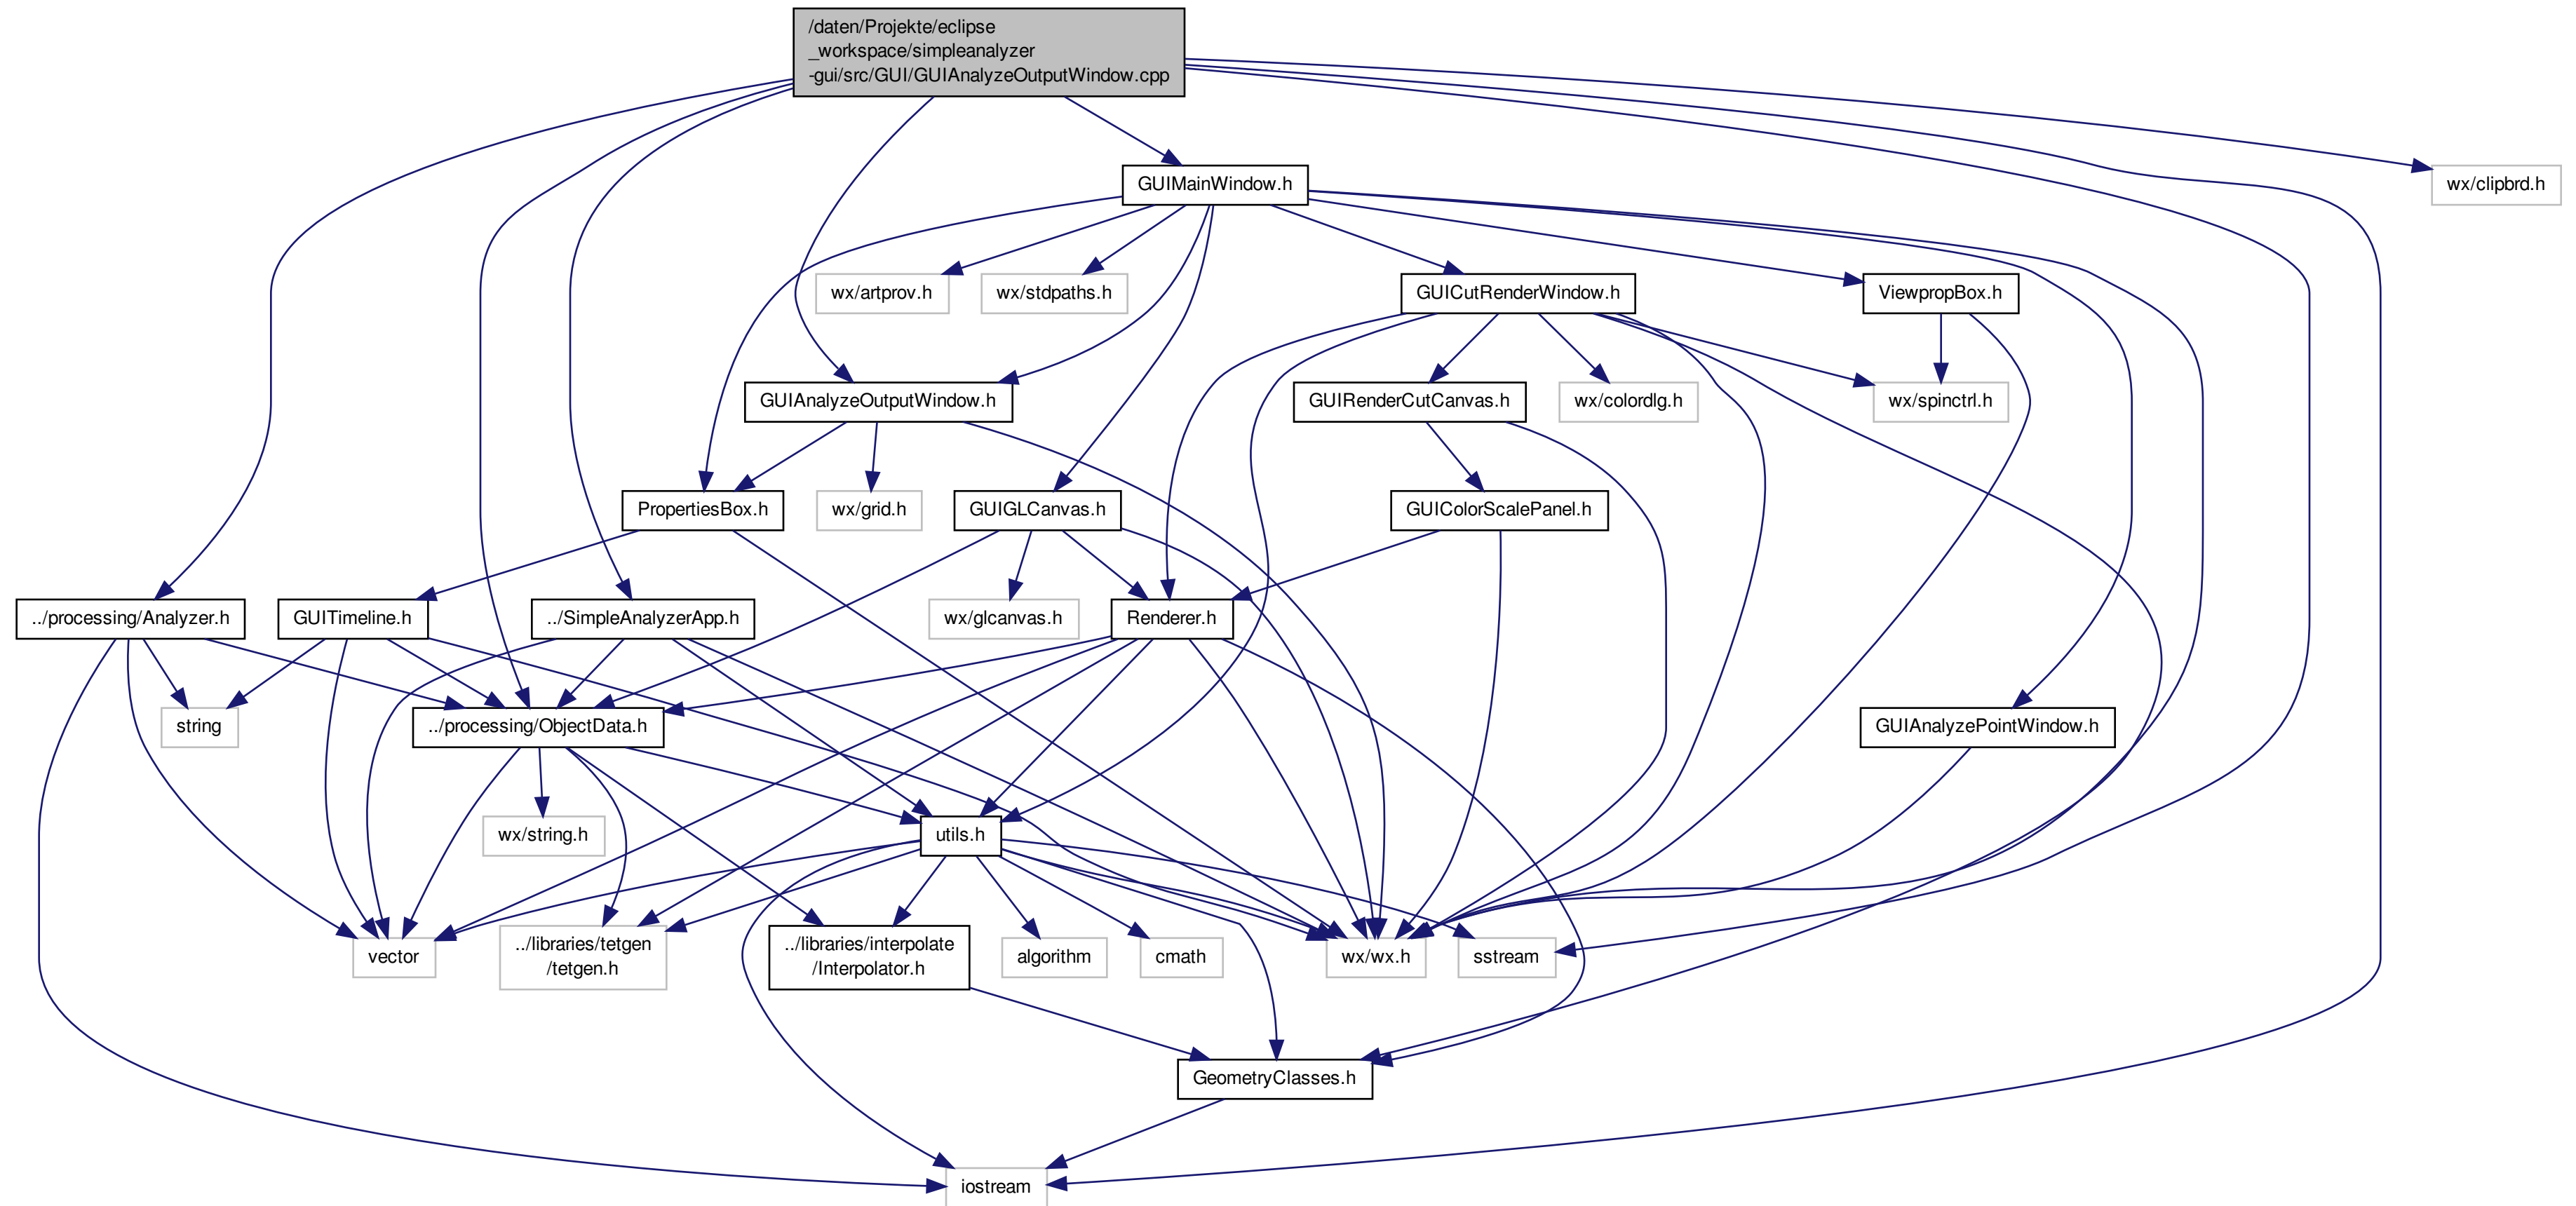 /daten/Projekte/eclipse
_workspace/simpleanalyzer
-gui/src/GUI/GUIAnalyzeOutputWindow.cpp
GUIMainWindow.h
wx/clipbrd.h
wx/artprov.h
wx/stdpaths.h
GUICutRenderWindow.h
ViewpropBox.h
GUIAnalyzeOutputWindow.h
GUIRenderCutCanvas.h
wx/colordlg.h
wx/spinctrl.h
PropertiesBox.h
wx/grid.h
GUIGLCanvas.h
GUIColorScalePanel.h
../processing/Analyzer.h
GUITimeline.h
../SimpleAnalyzerApp.h
wx/glcanvas.h
Renderer.h
string
../processing/ObjectData.h
GUIAnalyzePointWindow.h
wx/string.h
utils.h
vector
../libraries/tetgen
/tetgen.h
../libraries/interpolate
/Interpolator.h
algorithm
cmath
wx/wx.h
sstream
GeometryClasses.h
iostream